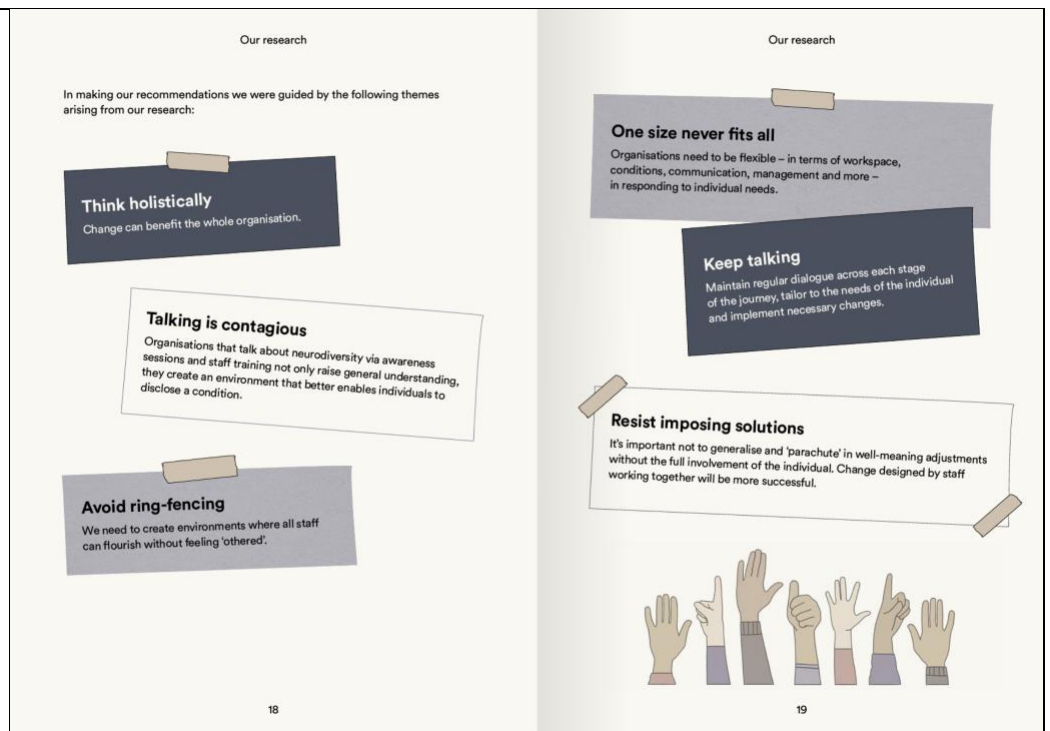 Our research
In making our recommendations we were guided by the following themes
arising from our research:
Think holistically
Change can benefit the whole organisation.
Talking is contagious
Organisations that talk about neurodiversity via awareness
sessions and staff training not only raise general understanding,
they create an environment that better enables individuals to
disclose a condition.
Avoid ring-fencing
We need to create environments where all staff
can flourish without feeling ‘othered’.
18
Our research
One size never fits all
Organisations need to be flexible – in terms of workspace,
conditions, communication, management and more –
in responding to individual needs.
Keep talking
Maintain regular dialogue across each stage
of the journey, tailor to the needs of the individual
and implement necessary changes.
Resist imposing solutions
It’s important not to generalise and ‘parachute’ in well-meaning adjustments
without the full involvement of the individual. Change designed by staff
working together will be more successful.
19